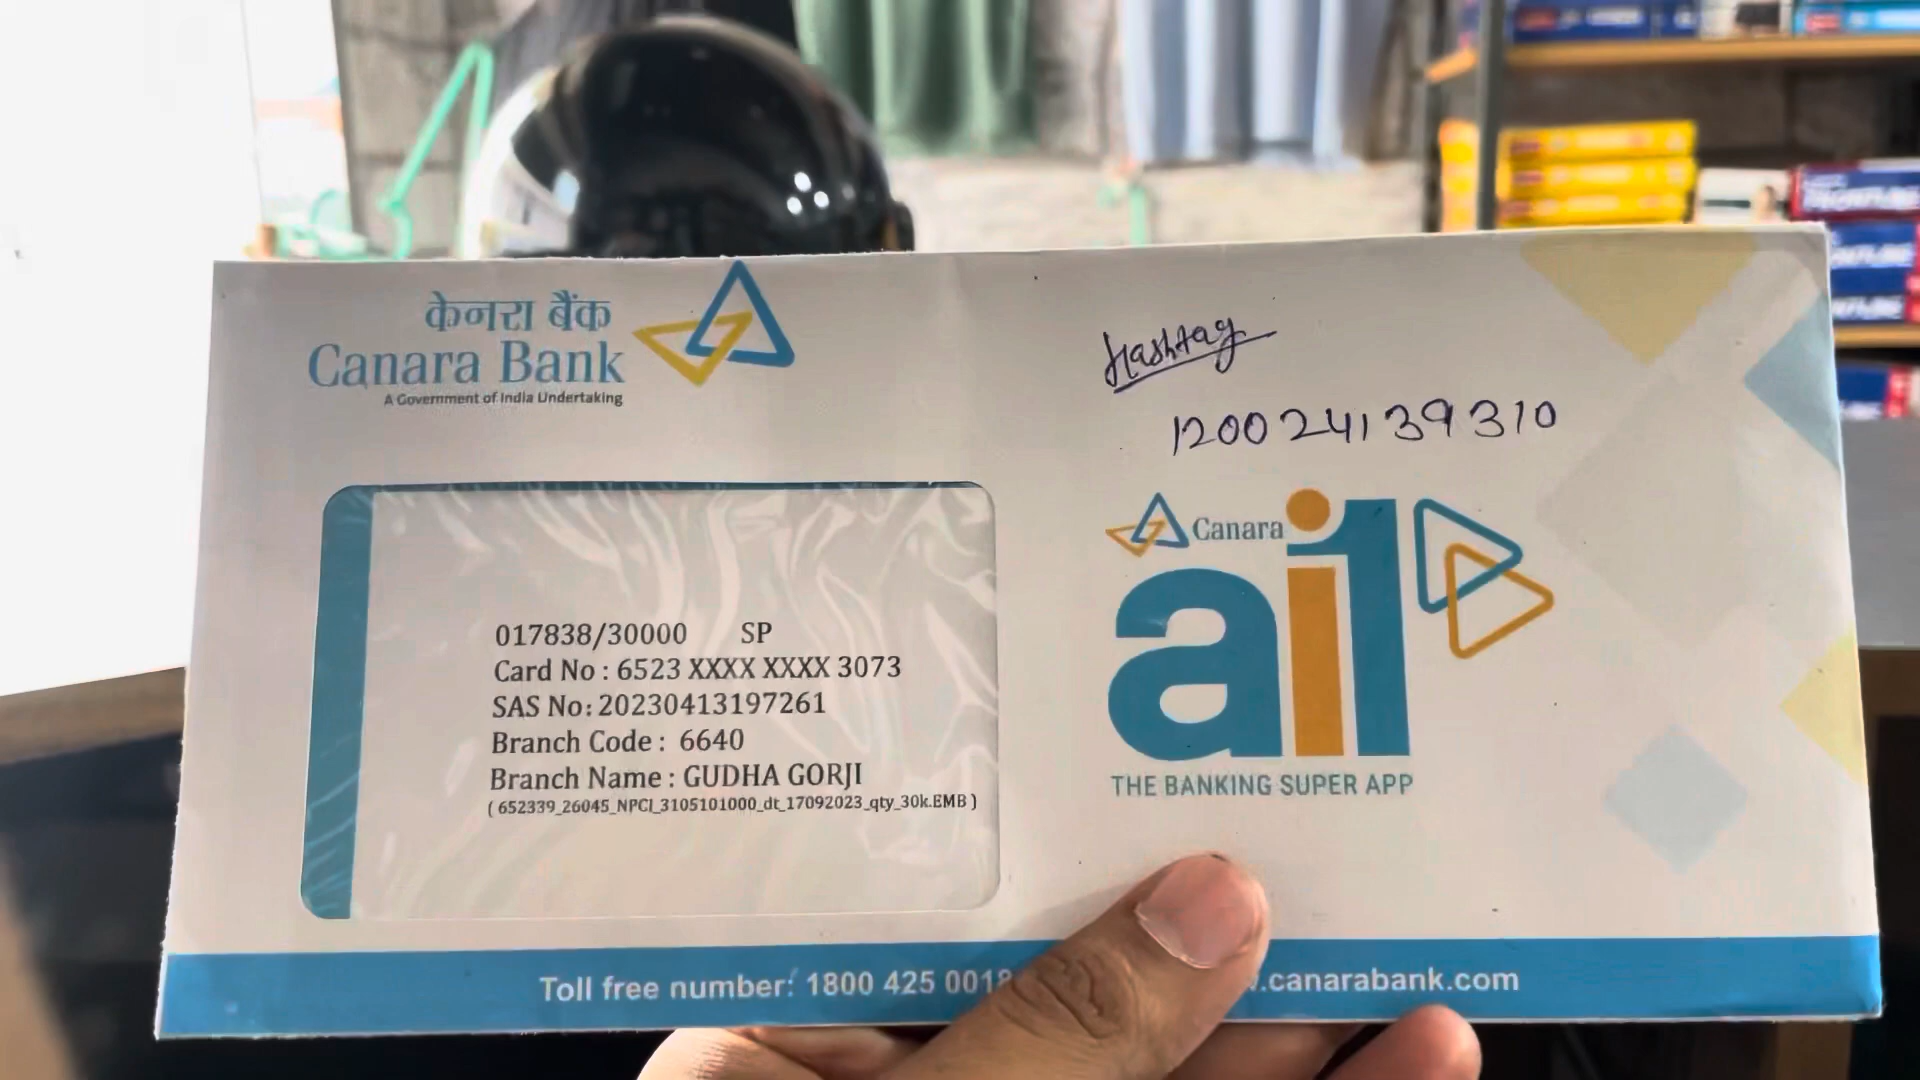 केनरा बैंक
Canara Bank
A Government of India Undertaking
Hashtag
120024139310
017838/30000 SP
Card No : 6523 XXXX XXXX 3073
SAS No: 20230413197261
Branch Code : 6640
Branch Name : GUDHA GORJI
( 652339_26045_NPCI_3105101000_dt_17092023_qty_30k.EMB )
Canara
ai1
THE BANKING SUPER APP
Toll free number: 1800 425 0018
.canarabank.com